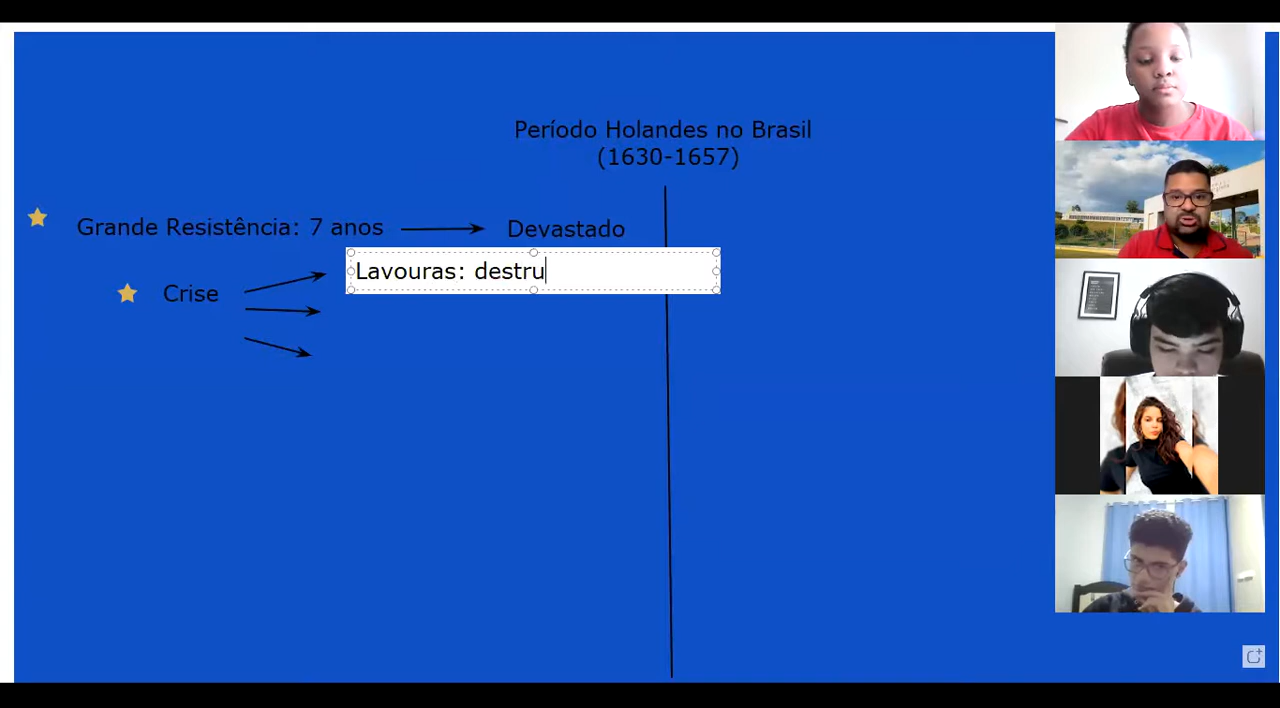 Período Holandes no Brasil
(1630-1657)
Grande Resistência: 7 anos
Devastado
Lavouras: destru
Crise